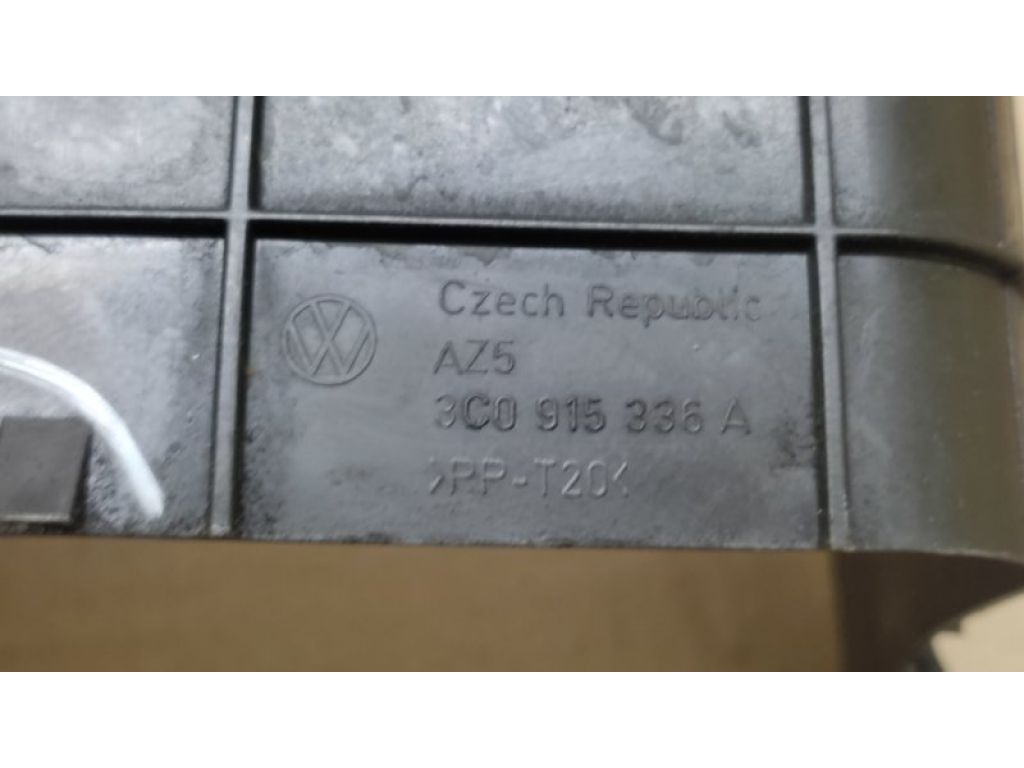 Czech Republic
AZ5
3C0 915 336 A
>PP-T20<